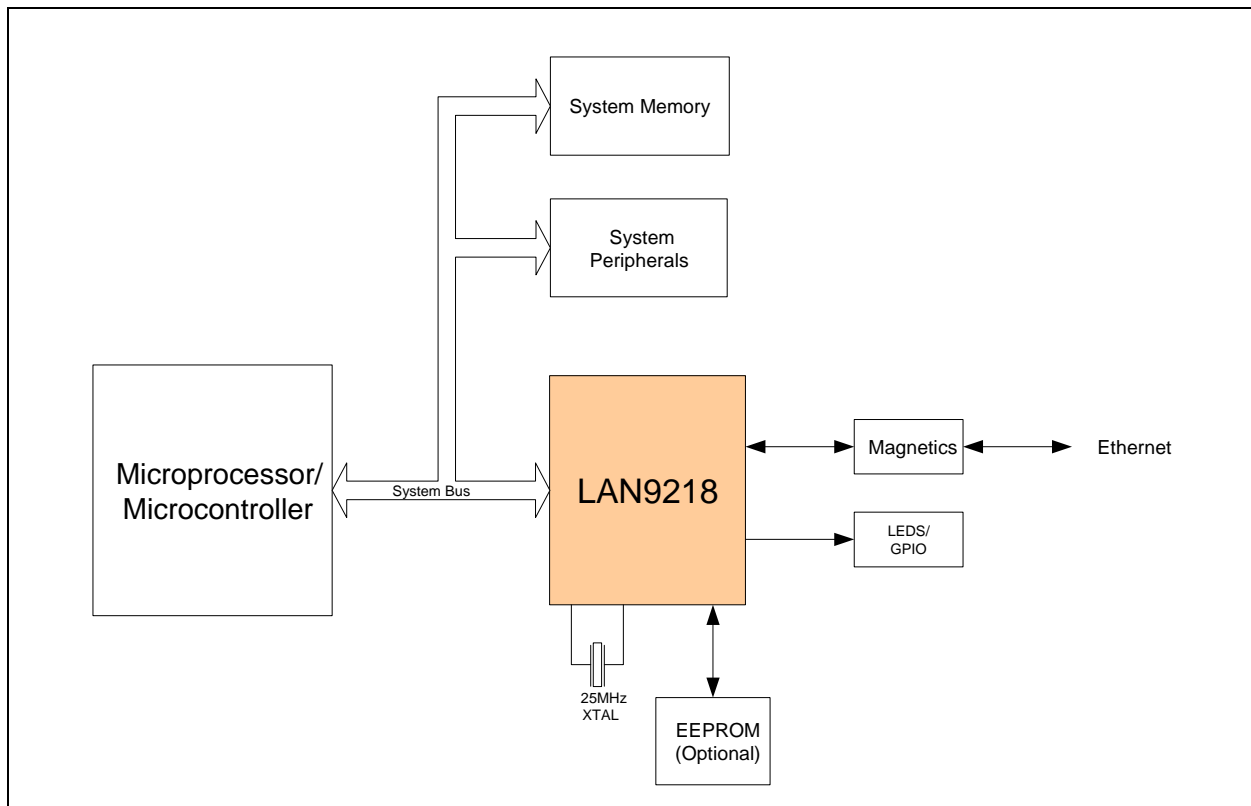 System Memory
System
Peripherals
Microprocessor/
Microcontroller
System Bus
LAN9218
Magnetics
Ethernet
LEDS/
GPIO
25MHz
XTAL
EEPROM
(Optional)